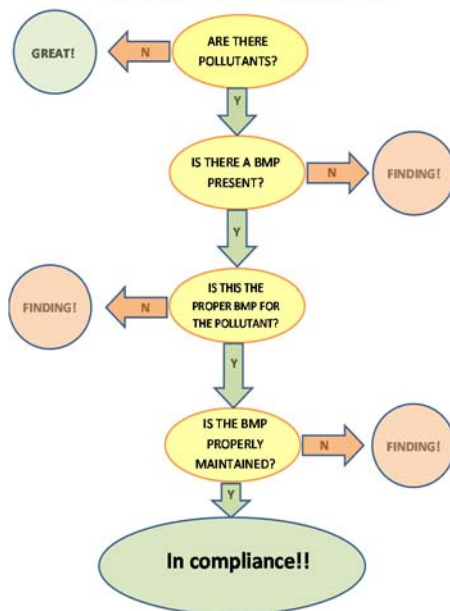 ARE THERE
POLLUTANTS?
N
GREAT!
Y
IS THERE A BMP
PRESENT?
N
FINDING!
Y
IS THIS THE
PROPER BMP FOR
THE POLLUTANT?
N
FINDING!
Y
IS THE BMP
PROPERLY
MAINTAINED?
N
FINDING!
Y
In compliance!!